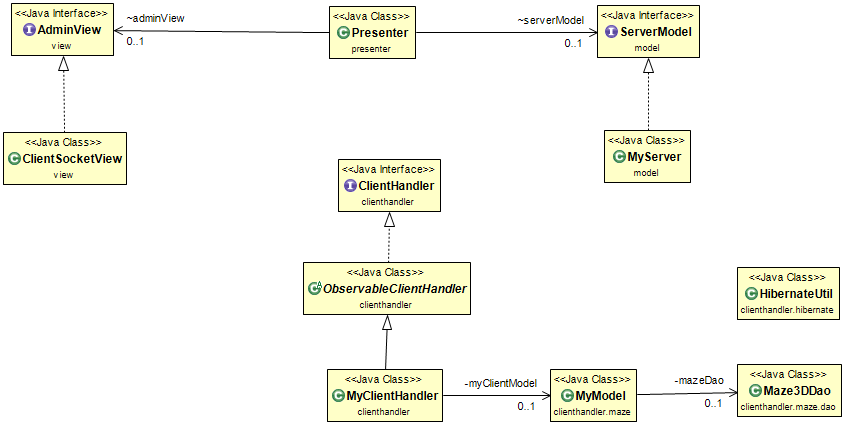 <<Java Interface>>
AdminView
view
~adminView
0..1
<<Java Class>>
Presenter
presenter
~serverModel
0..1
<<Java Interface>>
ServerModel
model
<<Java Class>>
ClientSocketView
view
<<Java Class>>
MyServer
model
<<Java Interface>>
ClientHandler
clienthandler
<<Java Class>>
ObservableClientHandler
clienthandler
<<Java Class>>
HibernateUtil
clienthandler.hibernate
<<Java Class>>
MyClientHandler
clienthandler
-myClientModel
0..1
<<Java Class>>
MyModel
clienthandler.maze
-mazeDao
0..1
<<Java Class>>
Maze3DDao
clienthandler.maze.dao